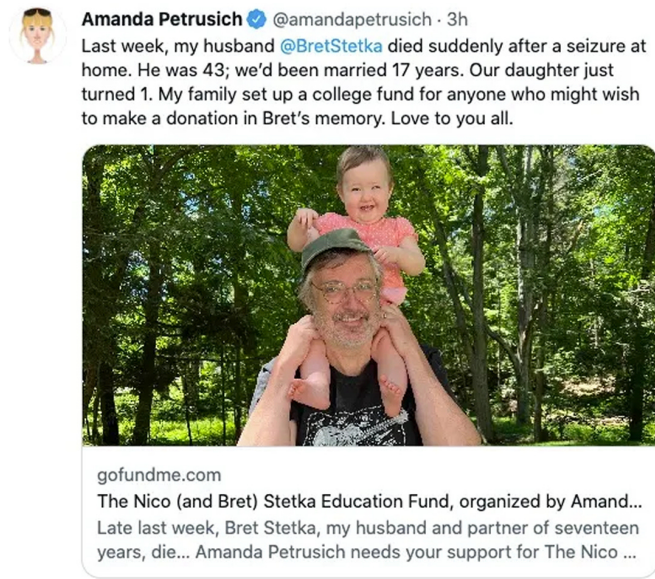 Amanda Petrusich @amandapetrusich · 3h
Last week, my husband @BretStetka died suddenly after a seizure at
home. He was 43; we’d been married 17 years. Our daughter just
turned 1. My family set up a college fund for anyone who might wish
to make a donation in Bret’s memory. Love to you all.
gofundme.com
The Nico (and Bret) Stetka Education Fund, organized by Amand...
Late last week, Bret Stetka, my husband and partner of seventeen
years, die... Amanda Petrusich needs your support for The Nico ...